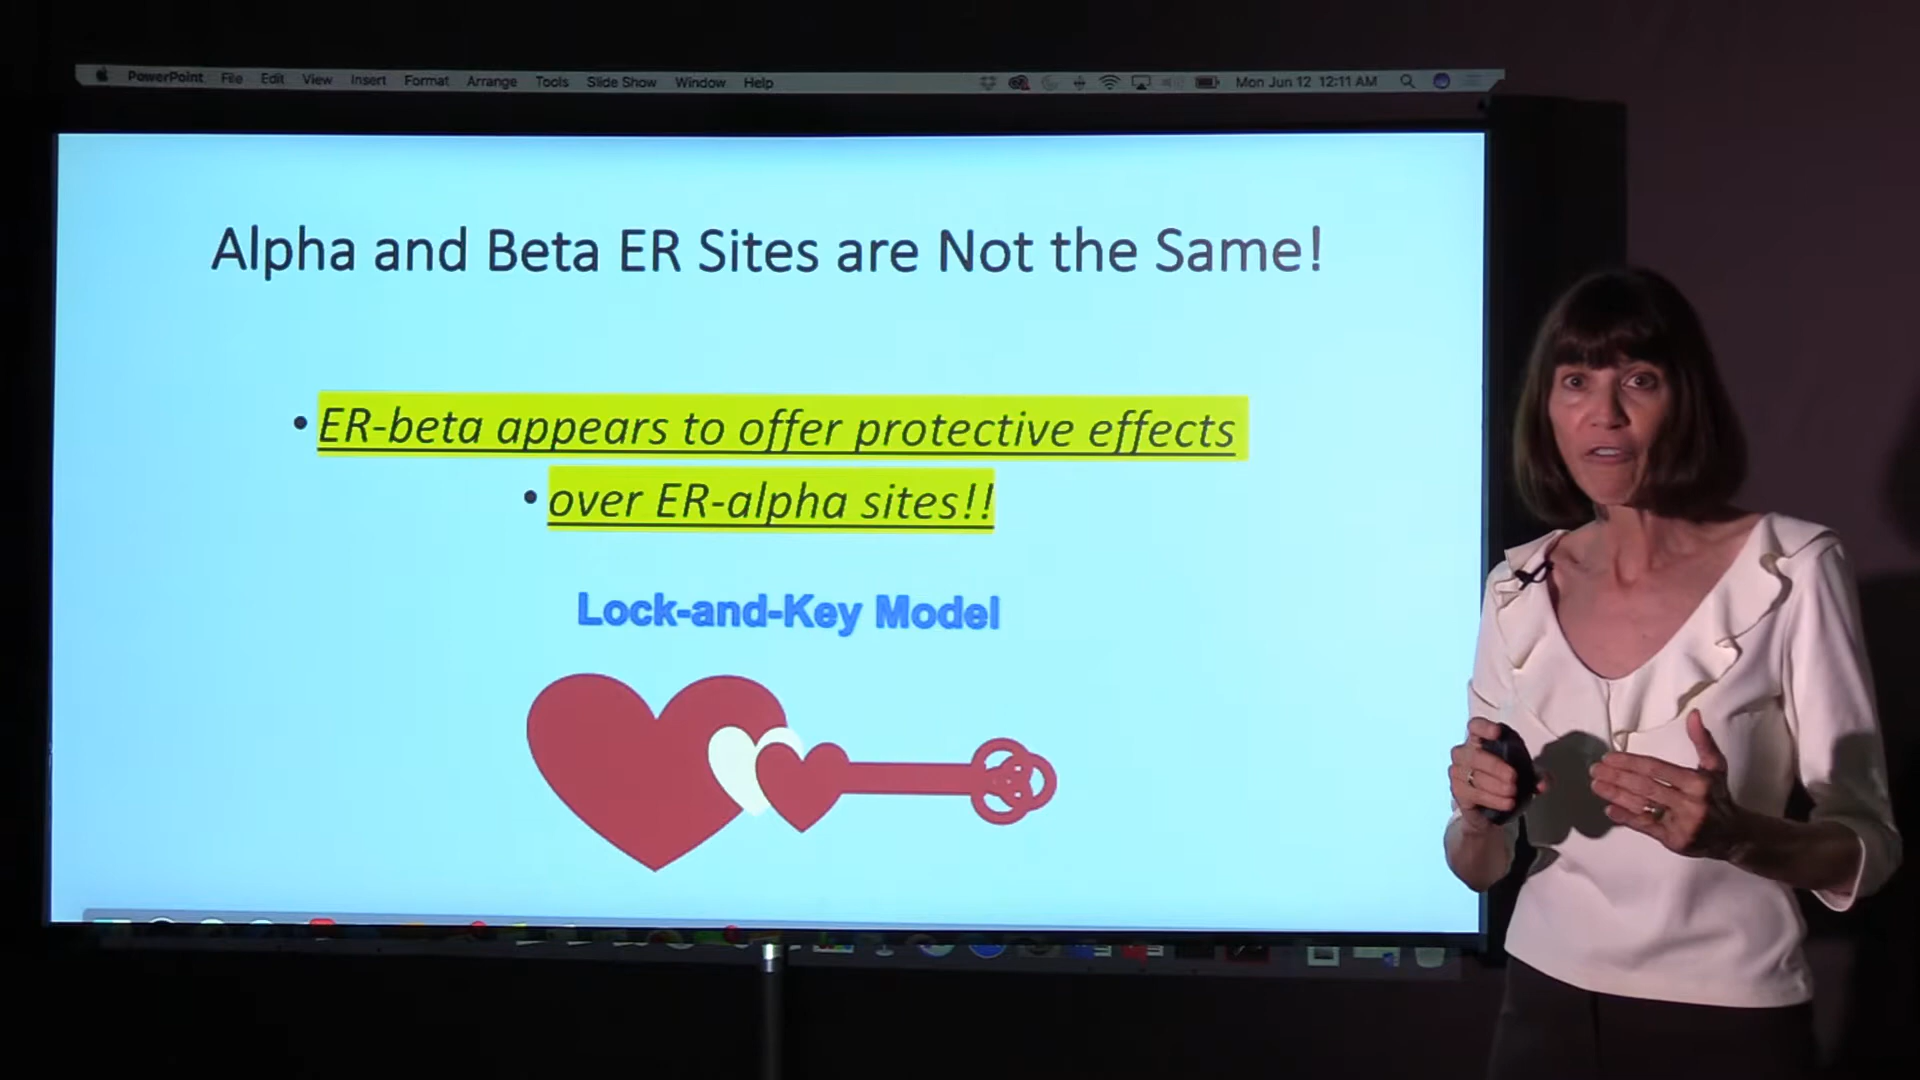 PowerPoint File Edit View Insert Format Arrange Tools Slide Show Window Help Mon Jun 12 12:11 AM
Alpha and Beta ER Sites are Not the Same!
• ER-beta appears to offer protective effects
• over ER-alpha sites!!
Lock-and-Key Model